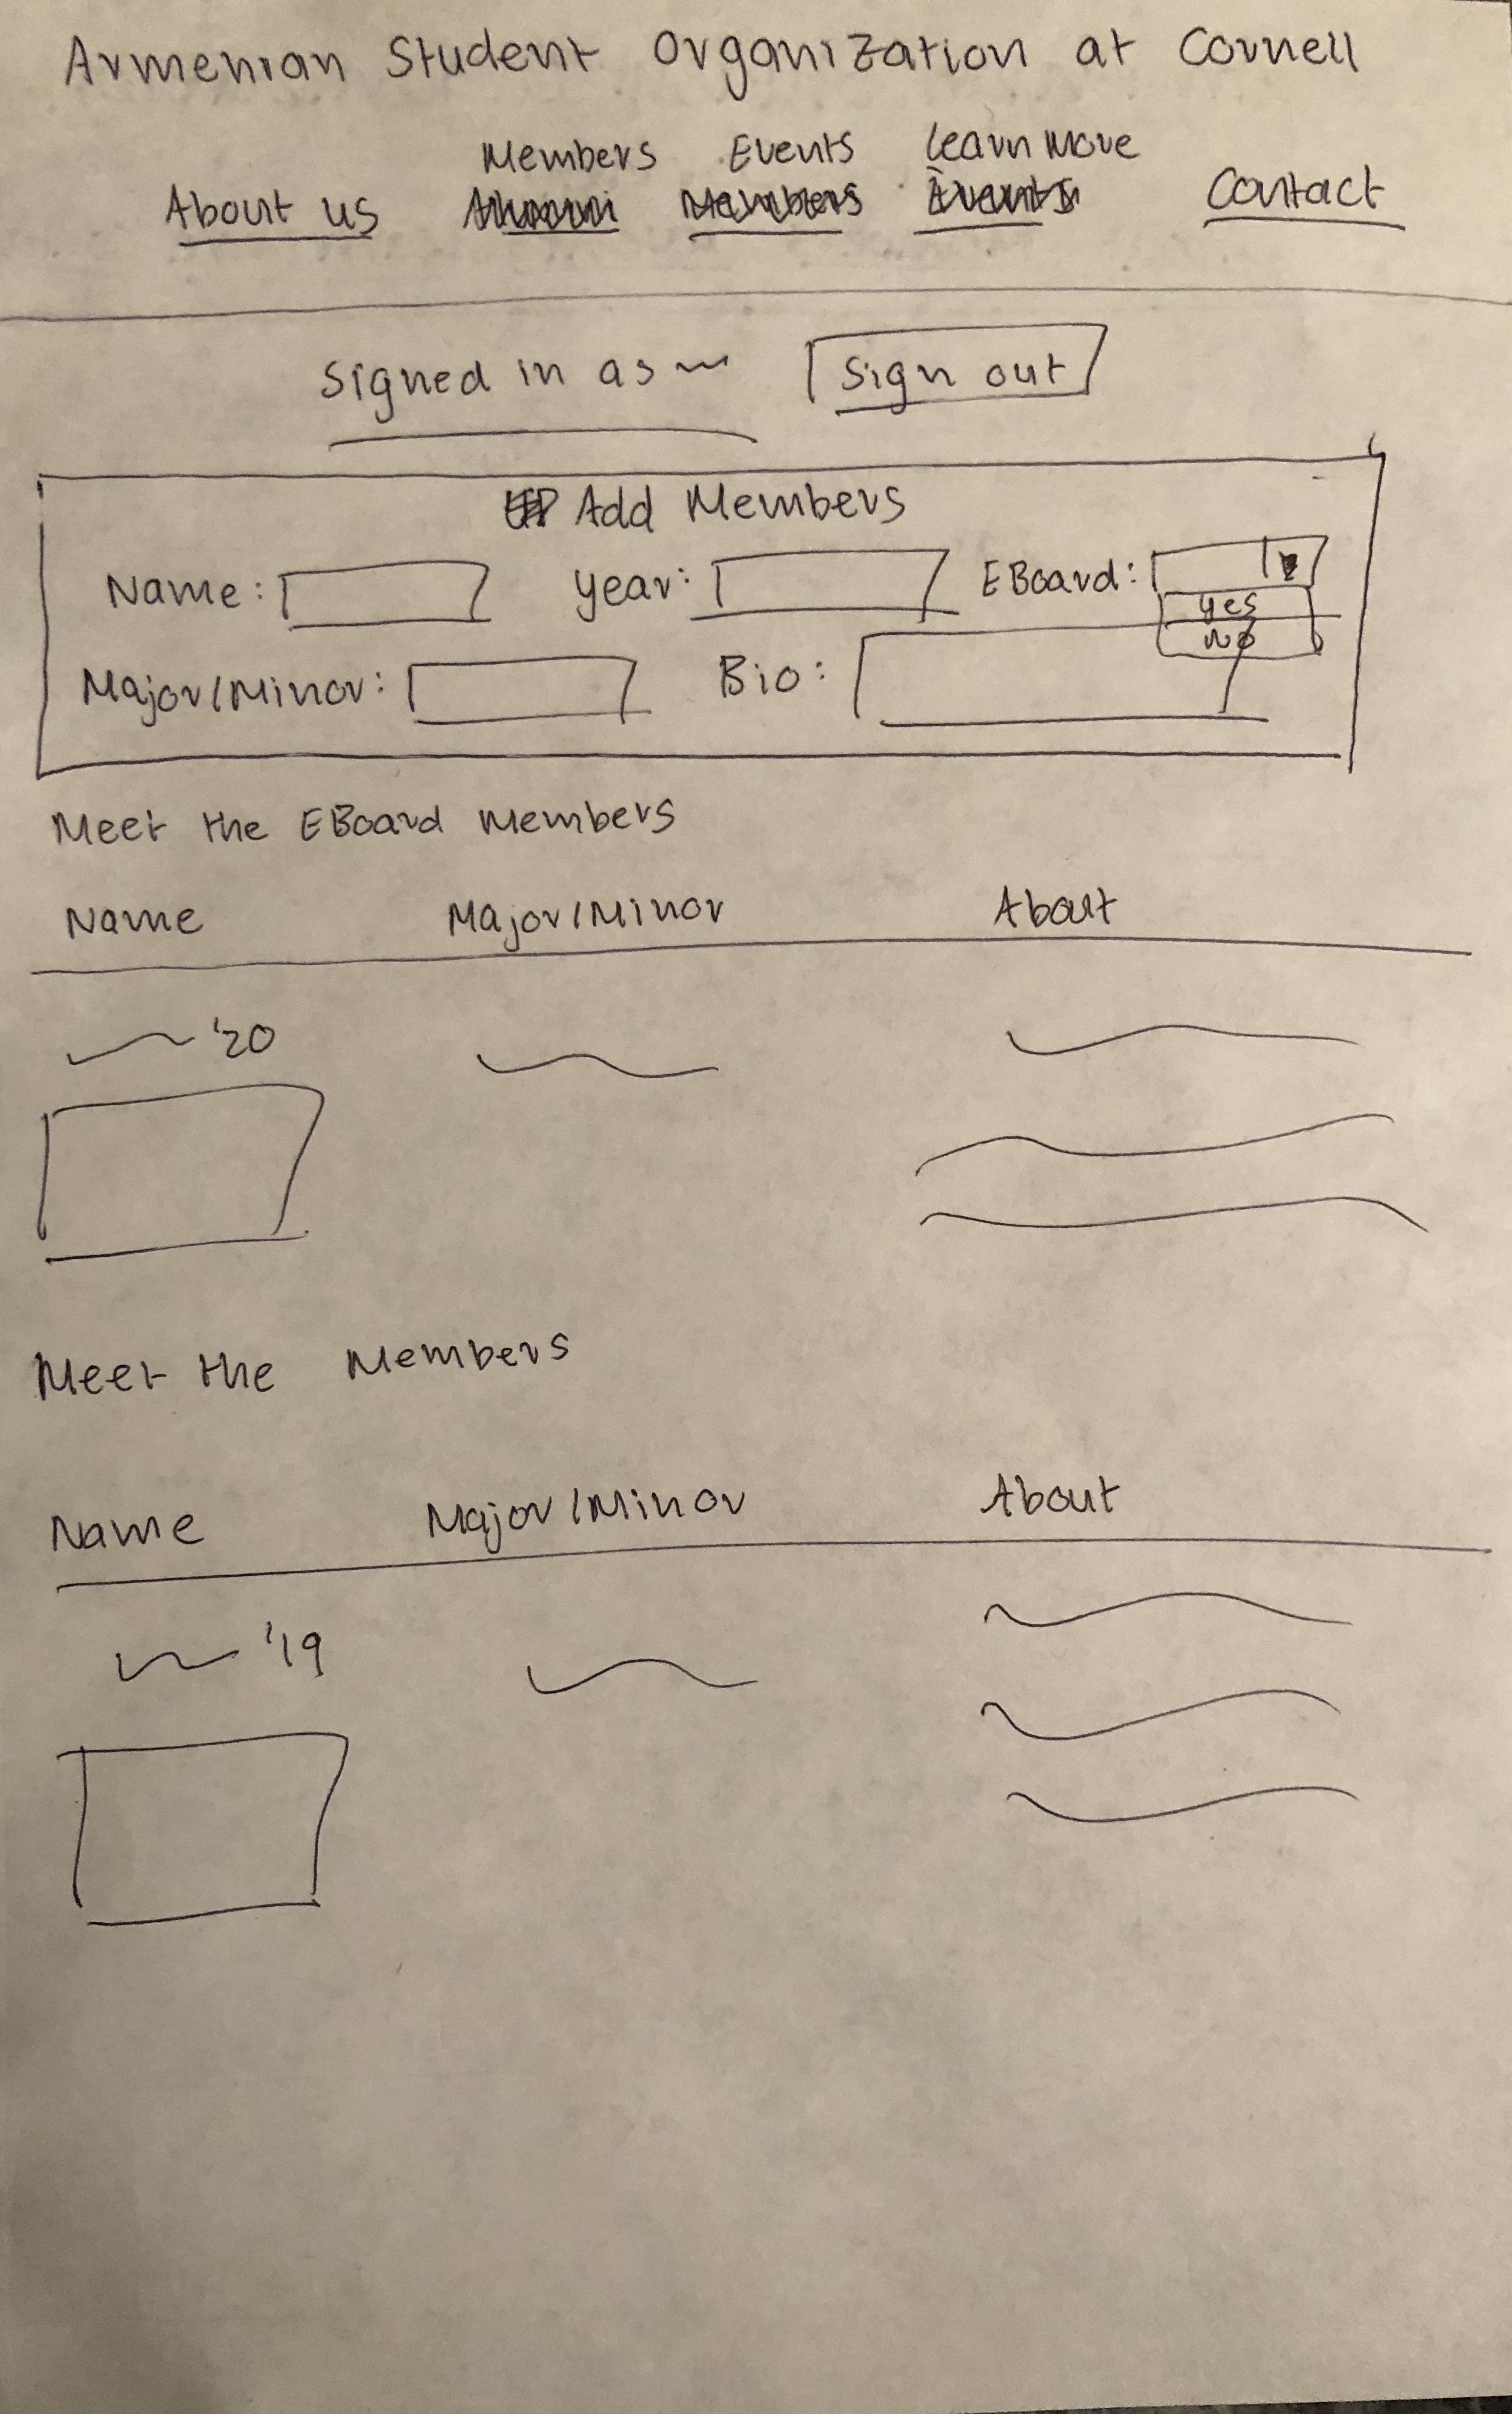 Armenian Student Organization at Cornell
Members Events Learn More
About us Members Events Contact
Signed in as Sign out
Add Members
Name: Year: EBoard:
yes
no
Major/Minor: Bio:
Meet the EBoard Members
Name Major/Minor About
'20
Meet the Members
Name Major/Minor About
'19